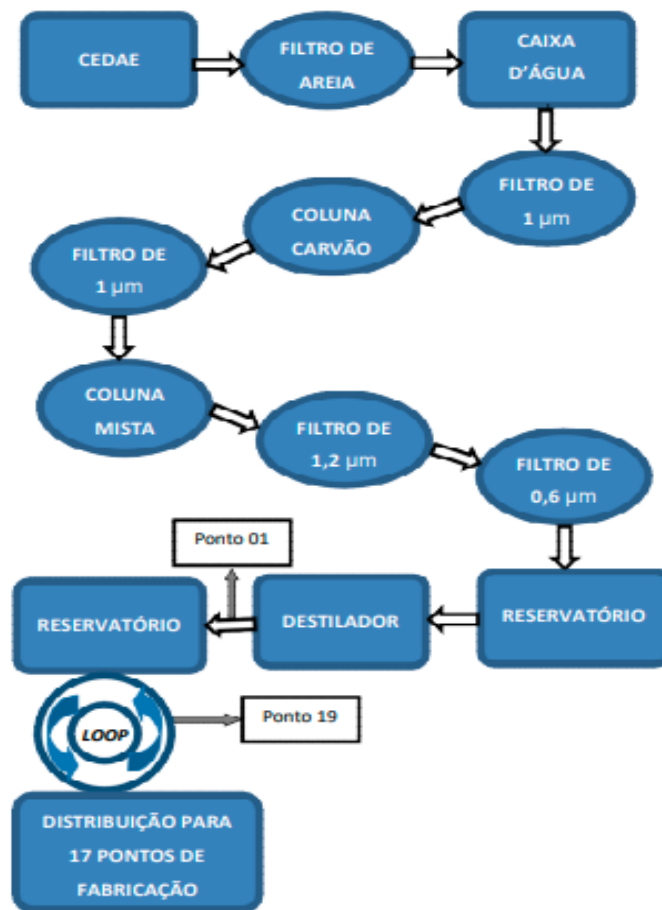 CEDAE
FILTRO DE
AREIA
CAIXA
D'ÁGUA
FILTRO DE
1 µm
COLUNA
CARVÃO
FILTRO DE
1 µm
COLUNA
MISTA
FILTRO DE
1,2 µm
FILTRO DE
0,6 µm
RESERVATÓRIO
DESTILADOR
Ponto 01
RESERVATÓRIO
LOOP
Ponto 19
DISTRIBUIÇÃO PARA
17 PONTOS DE
FABRICAÇÃO